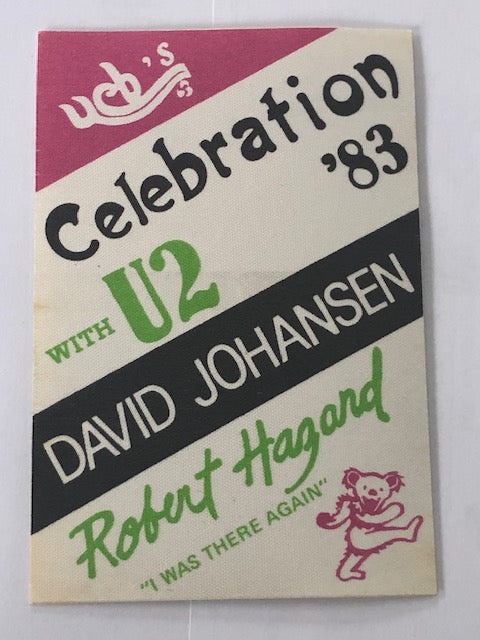 ucb's
83
Celebration
'83
WITH U2
DAVID JOHANSEN
Robert Hazard
"I WAS THERE AGAIN"